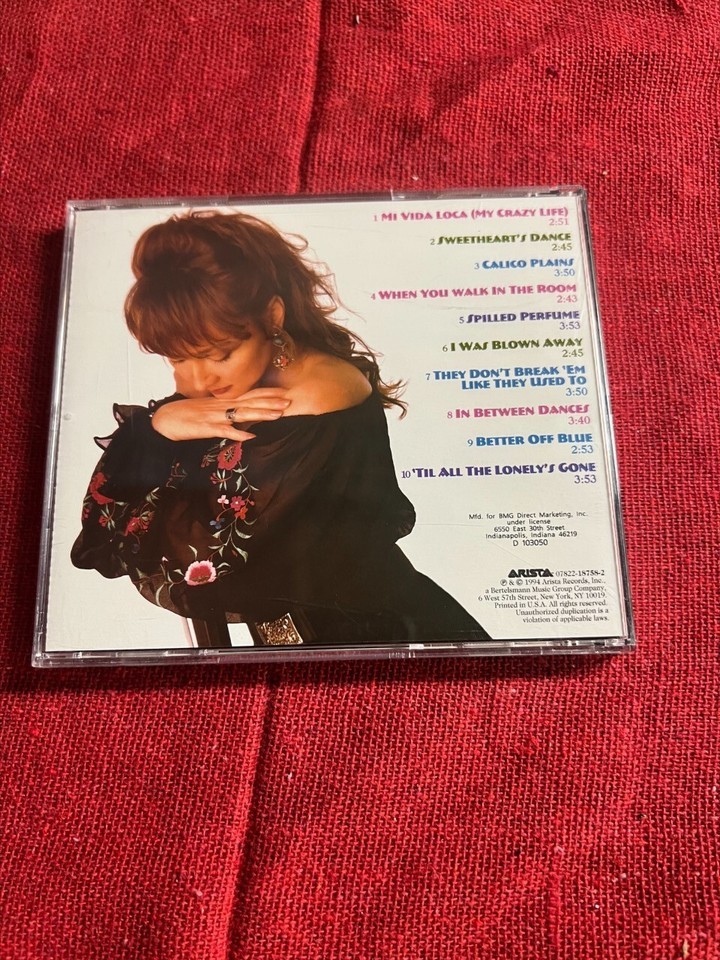 1 MI VIDA LOCA (MY CRAZY LIFE)
2:51
2 SWEETHEART'S DANCE
2:45
3 CALICO PLAINS
3:50
4 WHEN YOU WALK IN THE ROOM
2:43
5 SPILLED PERFUME
3:53
6 I WAS BLOWN AWAY
2:45
7 THEY DON'T BREAK 'EM
LIKE THEY USED TO
3:50
8 IN BETWEEN DANCES
3:40
9 BETTER OFF BLUE
2:53
10 'TIL ALL THE LONELY'S GONE
3:53
Mfd. for BMG Direct Marketing, Inc.
under license
6550 East 30th Street
Indianapolis, Indiana 46219
D 103050
ARISTA 07822-18758-2
℗ & © 1994 Arista Records, Inc.,
a Bertelsmann Music Group Company,
6 West 57th Street, New York, NY 10019.
Printed in U.S.A. All rights reserved.
Unauthorized duplication is a
violation of applicable laws.